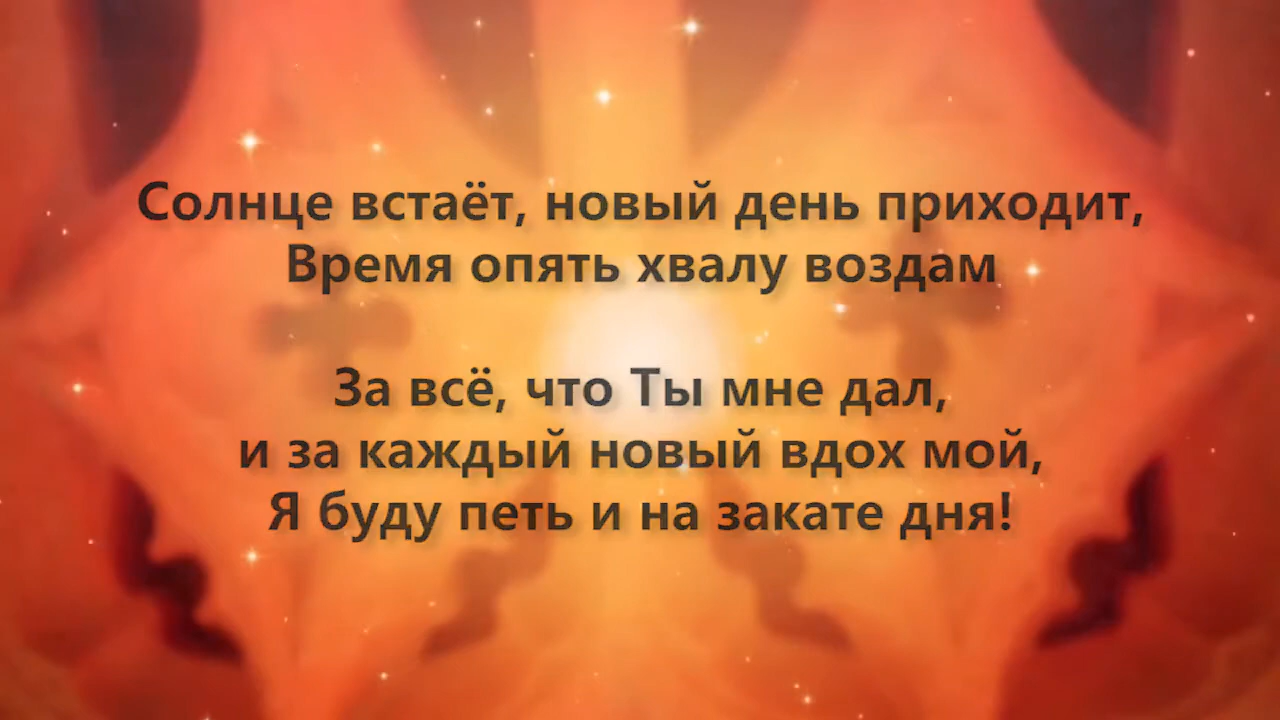 Солнце встаёт, новый день приходит,
Время опять хвалу воздам
За всё, что Ты мне дал,
и за каждый новый вдох мой,
Я буду петь и на закате дня!